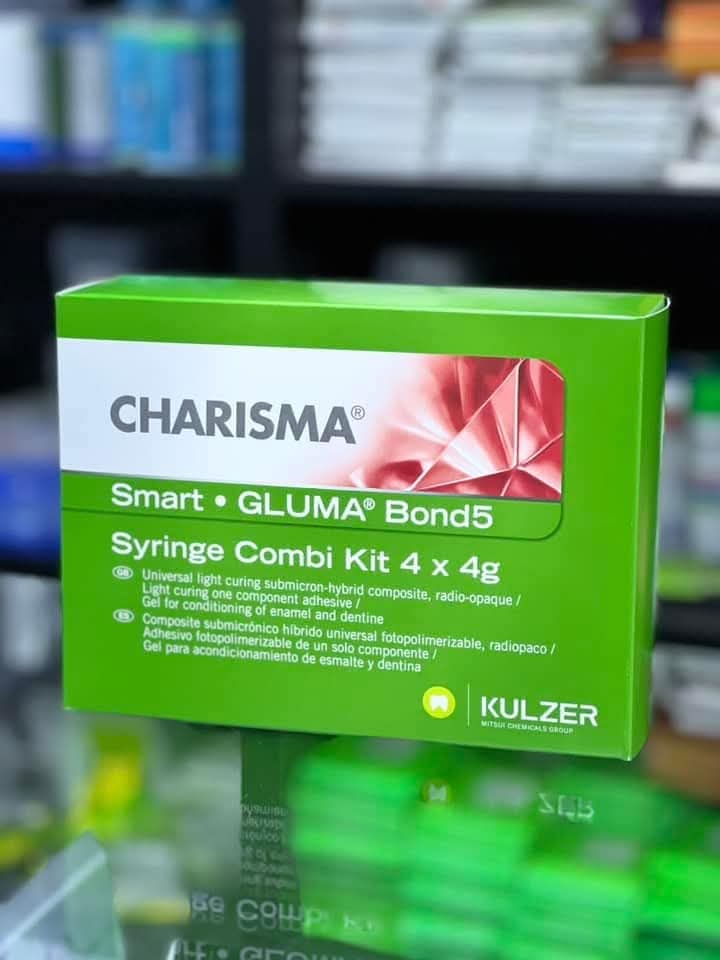 CHARISMA®
Smart • GLUMA® Bond5
Syringe Combi Kit 4 x 4g
GB Universal light curing submicron-hybrid composite, radio-opaque /
Light curing one component adhesive /
Gel for conditioning of enamel and dentine
ES Composite submicrónico híbrido universal fotopolimerizable, radiopaco /
Adhesivo fotopolimerizable de un solo componente /
Gel para acondicionamiento de esmalte y dentina
KULZER
MITSUI CHEMICALS GROUP